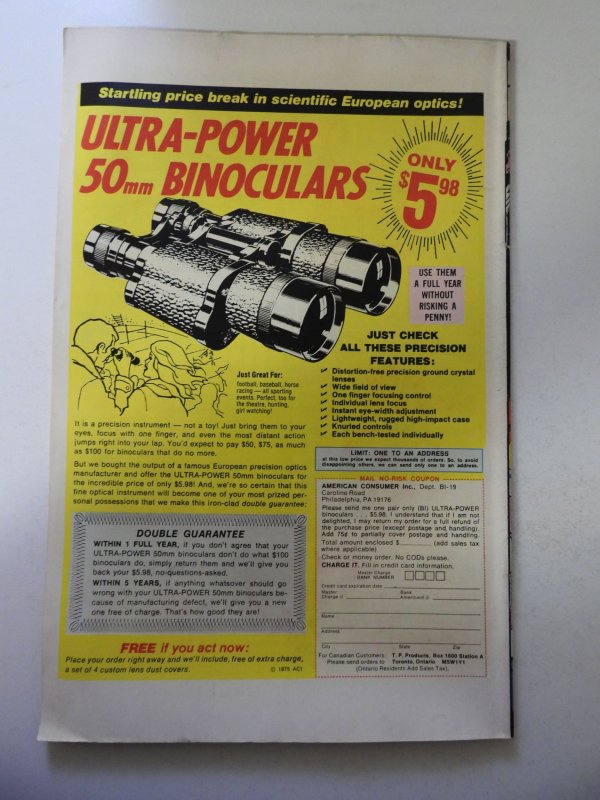 Startling price break in scientific European optics!
ULTRA-POWER
50mm BINOCULARS
ONLY
$5.98
USE THEM
A FULL YEAR
WITHOUT
RISKING A
PENNY!
JUST CHECK
ALL THESE PRECISION
FEATURES:
✓ Distortion-free precision ground crystal
lenses
✓ Wide field of view
✓ One finger focusing control
✓ Individual lens focus
✓ Instant eye-width adjustment
✓ Lightweight, rugged high-impact case
✓ Knurled controls
✓ Each bench-tested individually
Just Great For:
football, baseball, horse
racing — all sporting
events. Perfect, too for
the theatre, hunting,
girl watching!
It is a precision instrument — not a toy! Just bring them to your
eyes, focus with one finger, and even the most distant action
jumps right into your lap. You'd expect to pay $50, $75, as much
as $100 for binoculars that do no more.
But we bought the output of a famous European precision optics
manufacturer and offer the ULTRA-POWER 50mm binoculars for
the incredible price of only $5.98! And, we're so certain that this
fine optical instrument will become one of your most prized per-
sonal possessions that we make this iron-clad double guarantee:
DOUBLE GUARANTEE
WITHIN 1 FULL YEAR, if you don't agree that your
ULTRA-POWER 50mm binoculars don't do what $100
binoculars do, simply return them and we'll give you
back your $5.98, no-questions-asked.
WITHIN 5 YEARS, if anything whatsoever should go
wrong with your ULTRA-POWER 50mm binoculars be-
cause of manufacturing defect, we'll give you a new
one free of charge. That's how good they are!
FREE if you act now:
Place your order right away and we'll include, free of extra charge,
a set of 4 custom lens dust covers.
© 1975 ACI
LIMIT: ONE TO AN ADDRESS
at this low price we expect thousands of orders. So, to avoid
disappointing others, we can send only one to an address.
MAIL NO-RISK COUPON
AMERICAN CONSUMER Inc., Dept. BI-19
Caroline Road
Philadelphia, PA 19176
Please send me one pair only (BI) ULTRA-POWER
binoculars . . . $5.98. I understand that if I am not
delighted, I may return my order for a full refund of
the purchase price (except postage and handling).
Add 75¢ to partially cover postage and handling.
Total amount enclosed $______ (add sales tax
where applicable)
Check or money order. No CODs please.
CHARGE IT. Fill in credit card information.
Master Charge
BANK NUMBER
Credit card expiration date
Master
Charge #
Bank
Americard #
Name
Address
City State Zip
For Canadian Customers: T. P. Products, Box 1600 Station A
Please send orders to Toronto, Ontario M5W1Y1
(Ontario Residents Add Sales Tax).